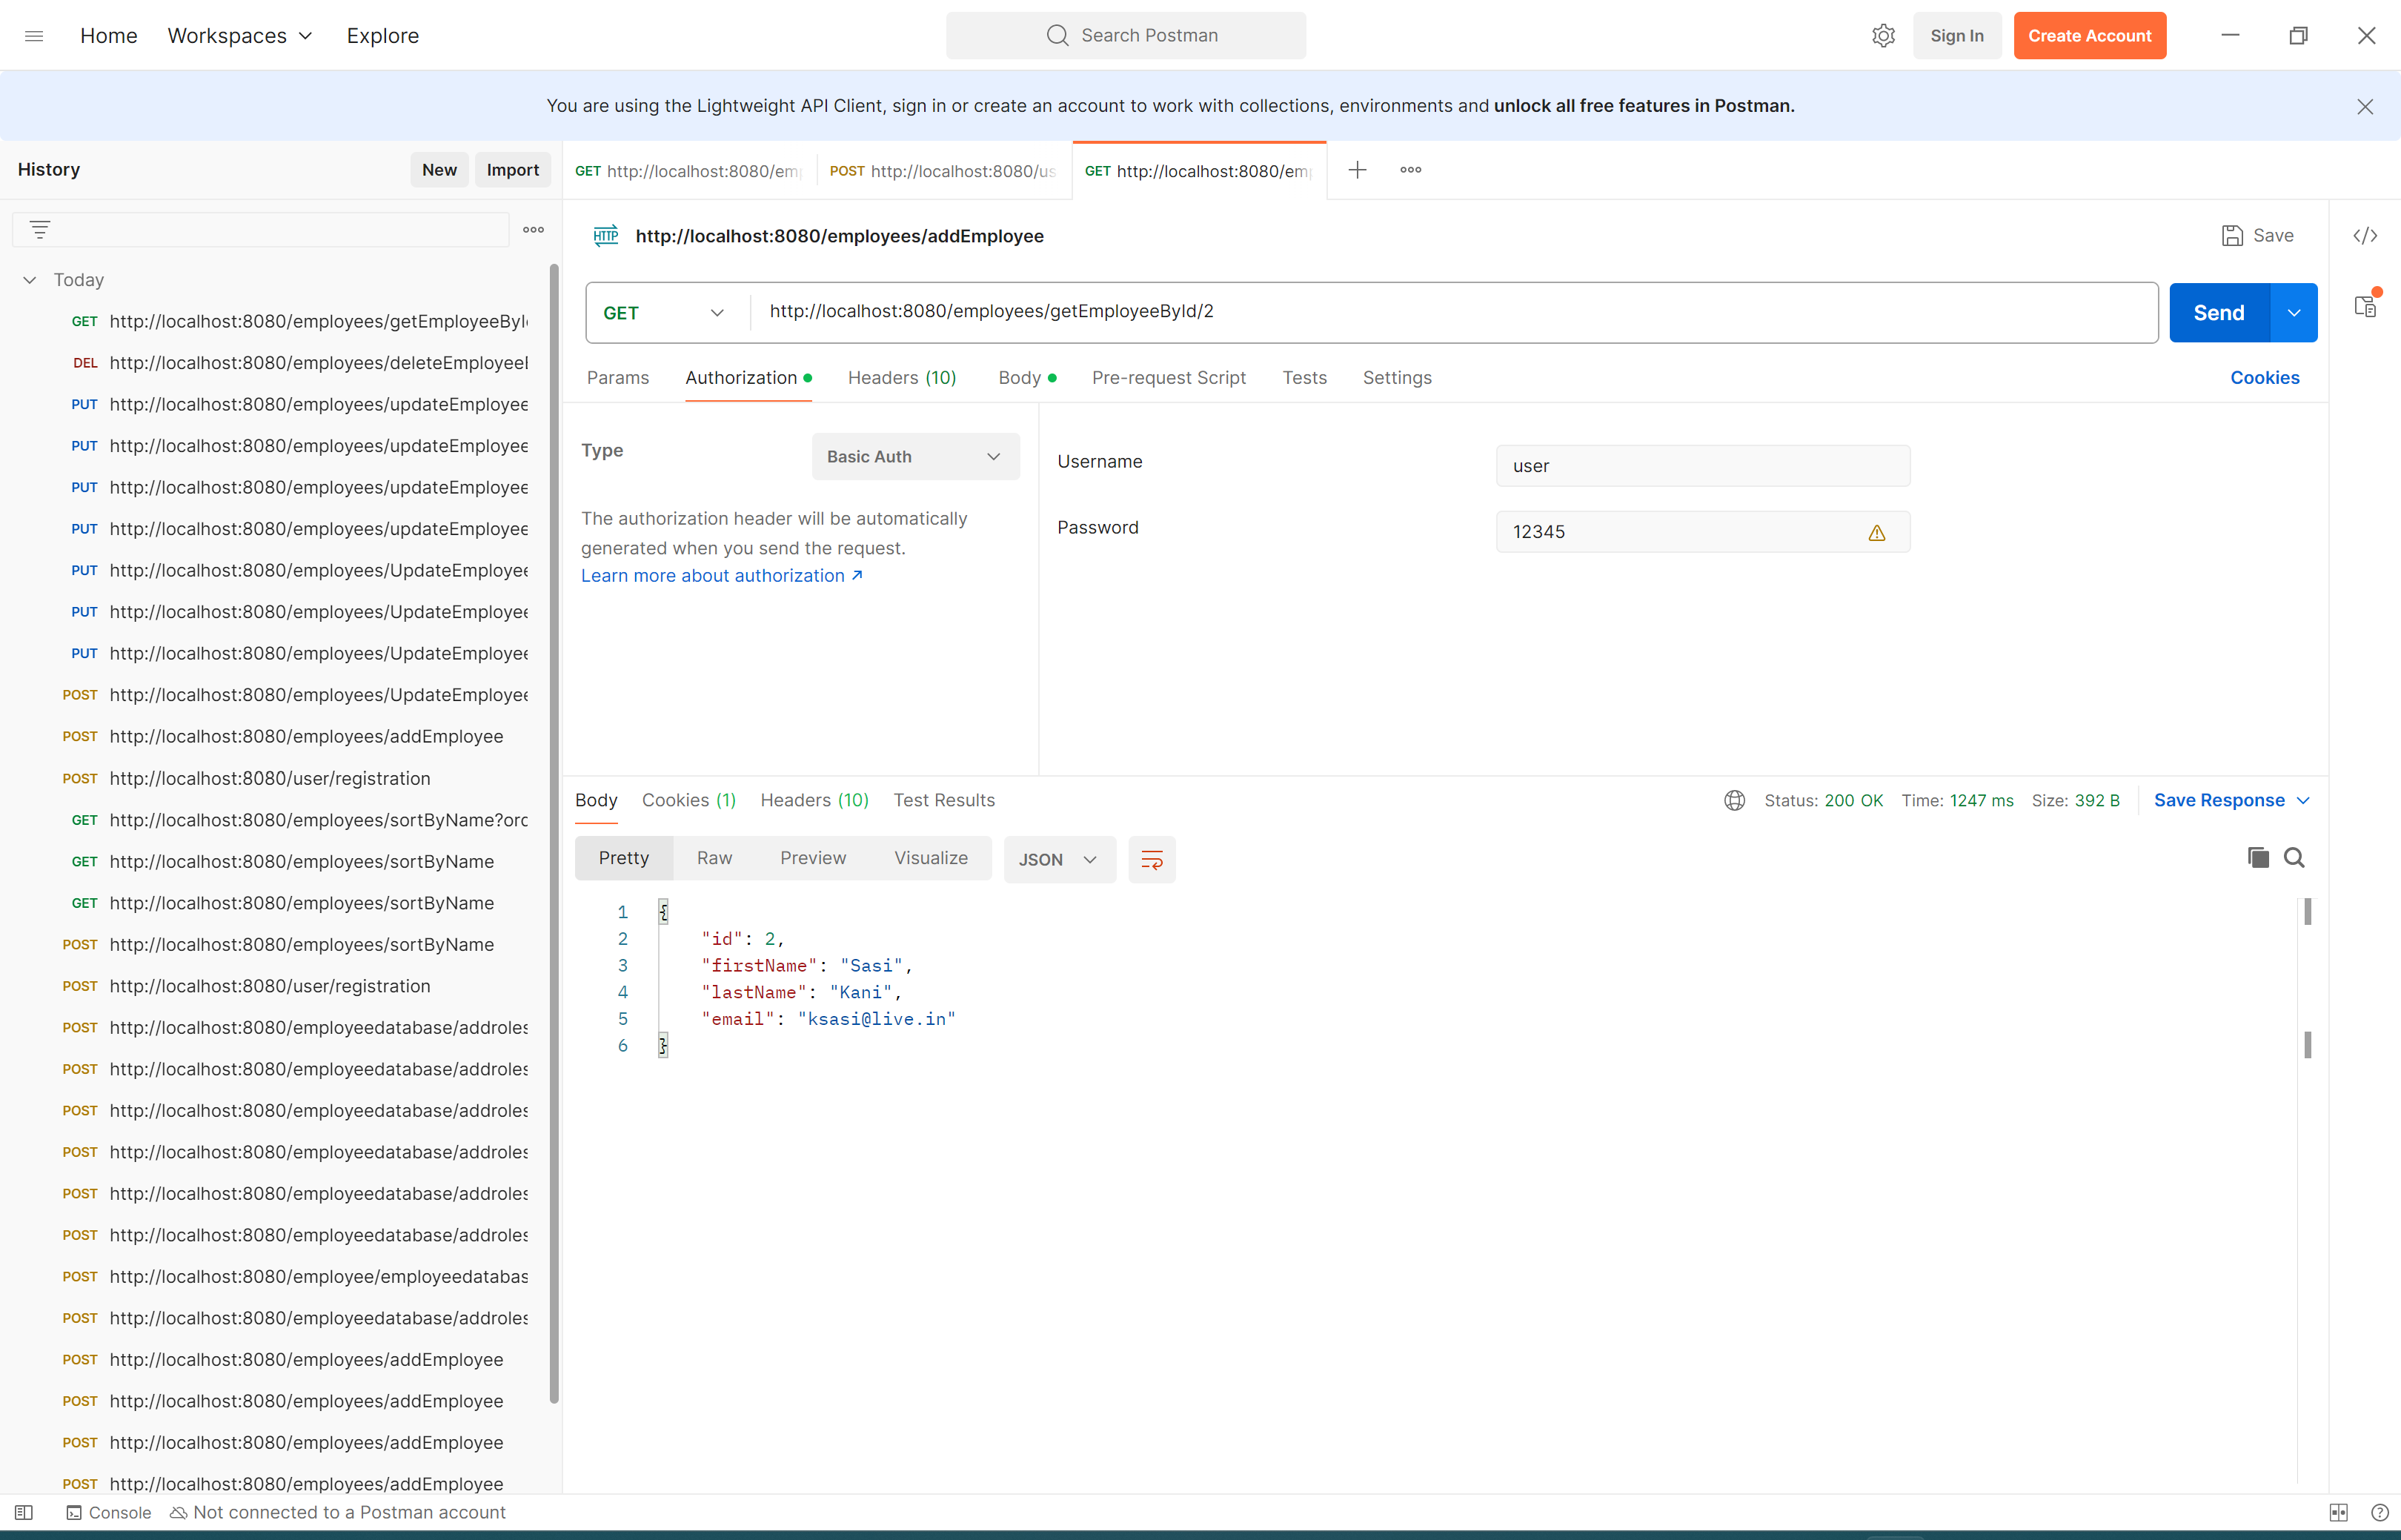 Home Workspaces Explore Search Postman Sign In Create Account
You are using the Lightweight API Client, sign in or create an account to work with collections, environments and unlock all free features in Postman.
History New Import
GET http://localhost:8080/em POST http://localhost:8080/us GET http://localhost:8080/em
HTTP http://localhost:8080/employees/addEmployee Save
Today
GET http://localhost:8080/employees/getEmployeeById/2 Send
Params Authorization Headers (10) Body Pre-request Script Tests Settings Cookies
Type Basic Auth
The authorization header will be automatically
generated when you send the request.
Learn more about authorization ↗
Username user
Password 12345
GET http://localhost:8080/employees/getEmployeeByI
DEL http://localhost:8080/employees/deleteEmployee
PUT http://localhost:8080/employees/updateEmployee
PUT http://localhost:8080/employees/updateEmployee
PUT http://localhost:8080/employees/updateEmployee
PUT http://localhost:8080/employees/updateEmployee
PUT http://localhost:8080/employees/UpdateEmployee
PUT http://localhost:8080/employees/UpdateEmployee
PUT http://localhost:8080/employees/UpdateEmployee
POST http://localhost:8080/employees/UpdateEmployee
POST http://localhost:8080/employees/addEmployee
POST http://localhost:8080/user/registration
GET http://localhost:8080/employees/sortByName?orc
GET http://localhost:8080/employees/sortByName
GET http://localhost:8080/employees/sortByName
POST http://localhost:8080/employees/sortByName
POST http://localhost:8080/user/registration
POST http://localhost:8080/employeedatabase/addroles
POST http://localhost:8080/employeedatabase/addroles
POST http://localhost:8080/employeedatabase/addroles
POST http://localhost:8080/employeedatabase/addroles
POST http://localhost:8080/employeedatabase/addroles
POST http://localhost:8080/employeedatabase/addroles
POST http://localhost:8080/employee/employeedatabas
POST http://localhost:8080/employeedatabase/addroles
POST http://localhost:8080/employees/addEmployee
POST http://localhost:8080/employees/addEmployee
POST http://localhost:8080/employees/addEmployee
POST http://localhost:8080/employees/addEmployee
Body Cookies (1) Headers (10) Test Results Status: 200 OK Time: 1247 ms Size: 392 B Save Response
Pretty Raw Preview Visualize JSON
1 {
2 "id": 2,
3 "firstName": "Sasi",
4 "lastName": "Kani",
5 "email": "ksasi@live.in"
6 }
Console Not connected to a Postman account